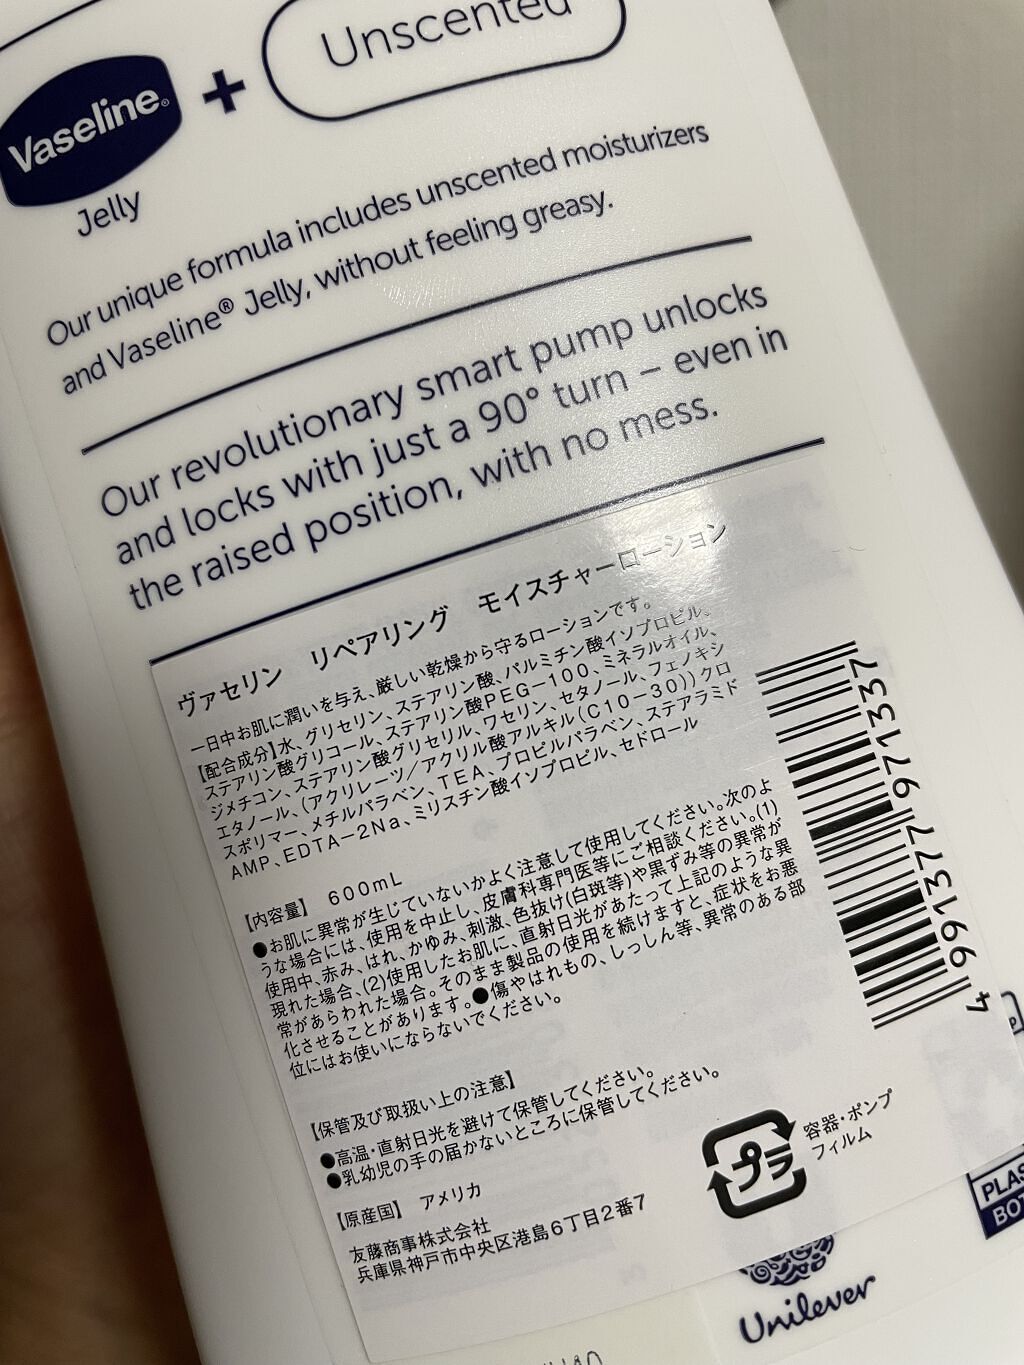 Unscented
Vaseline®
+
Jelly
Our unique formula includes unscented moisturizers
and Vaseline® Jelly, without feeling greasy.
Our revolutionary smart pump unlocks
and locks with just a 90° turn – even in
the raised position, with no mess.
ヴァセリン リペアリング モイスチャーローション
一日中お肌に潤いを与え、厳しい乾燥から守るローションです。
【配合成分】水、グリセリン、ステアリン酸、パルミチン酸イソプロピル、
ステアリン酸グリコール、ステアリン酸PEG-100、ミネラルオイル、
ジメチコン、ステアリン酸グリセリル、ワセリン、セタノール、フェノキシ
エタノール、(アクリレーツ/アクリル酸アルキル(C10-30))クロ
スポリマー、メチルパラベン、TEA、プロピルパラベン、ステアラミド
AMP、EDTA-2Na、ミリスチン酸イソプロピル、セドロール
【内容量】 600mL
●お肌に異常が生じていないかよく注意して使用してください。次のよ
うな場合には、使用を中止し、皮膚科専門医等にご相談ください。(1)
使用中、赤み、はれ、かゆみ、刺激、色抜け(白斑等)や黒ずみ等の異常が
現れた場合、(2)使用したお肌に、直射日光があたって上記のような異
常があらわれた場合。そのまま製品の使用を続けますと、症状をお悪
化させることがあります。●傷やはれもの、しっしん等、異常のある部
位にはお使いにならないでください。
【保管及び取扱い上の注意】
●高温・直射日光を避けて保管してください。
●乳幼児の手の届かないところに保管してください。
【原産国】 アメリカ
友藤商事株式会社
兵庫県神戸市中央区港島6丁目2番7
プラ
容器・ポンプ
フィルム
4 991377 971337
Unilever